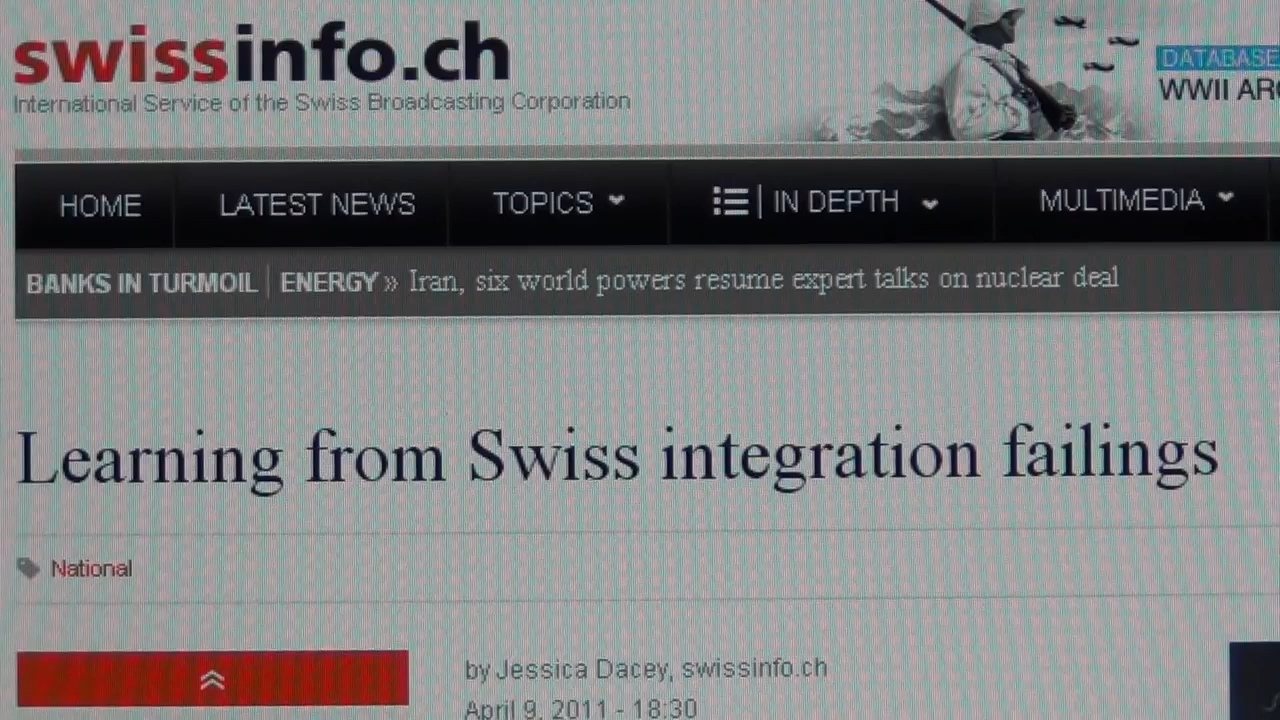 swissinfo.ch
International Service of the Swiss Broadcasting Corporation
DATABASE
WWII
HOME LATEST NEWS TOPICS IN DEPTH MULTIMEDIA
BANKS IN TURMOIL | ENERGY » Iran, six world powers resume expert talks on nuclear deal
Learning from Swiss integration failings
National
by Jessica Dacey, swissinfo.ch
April 9, 2011 - 18:30